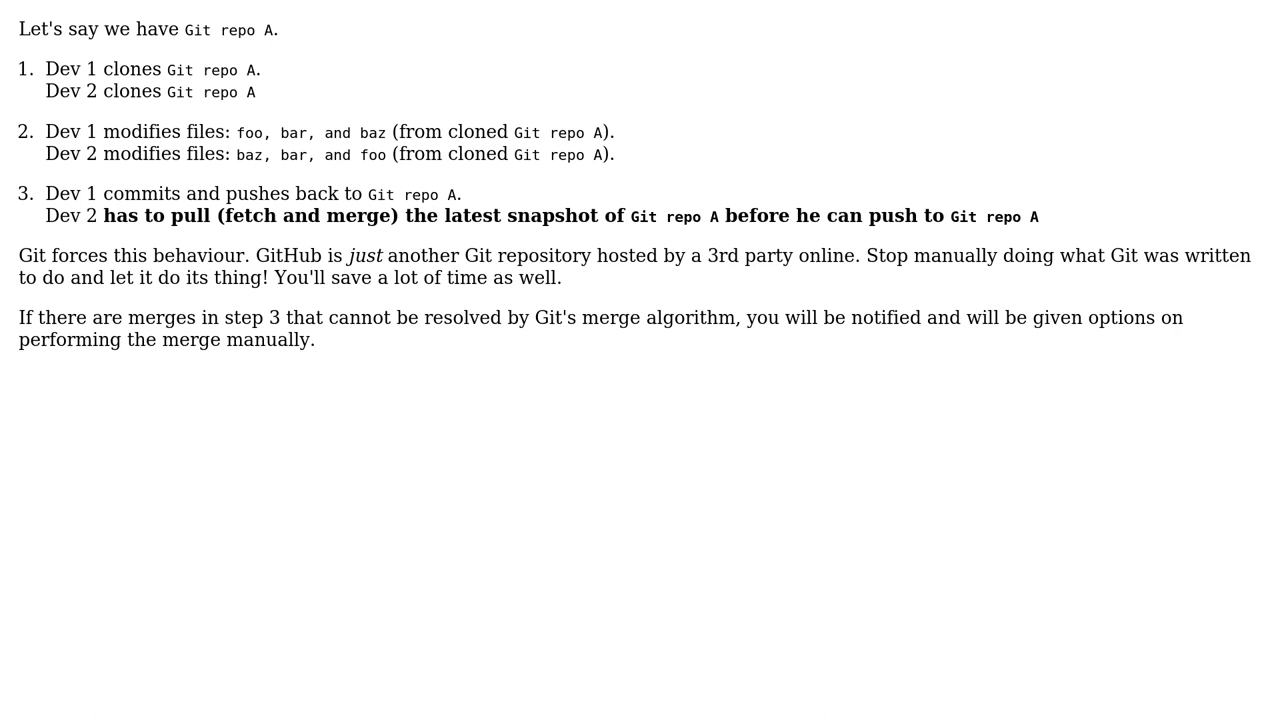 Let's say we have Git repo A.
1. Dev 1 clones Git repo A.
Dev 2 clones Git repo A
2. Dev 1 modifies files: foo, bar, and baz (from cloned Git repo A).
Dev 2 modifies files: baz, bar, and foo (from cloned Git repo A).
3. Dev 1 commits and pushes back to Git repo A.
Dev 2 has to pull (fetch and merge) the latest snapshot of Git repo A before he can push to Git repo A
Git forces this behaviour. GitHub is just another Git repository hosted by a 3rd party online. Stop manually doing what Git was written
to do and let it do its thing! You'll save a lot of time as well.
If there are merges in step 3 that cannot be resolved by Git's merge algorithm, you will be notified and will be given options on
performing the merge manually.